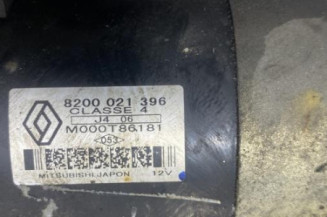 8200 021 396
CLASSE 4
J4 06
M000T86181
053
MITSUBISHI JAPON 12V